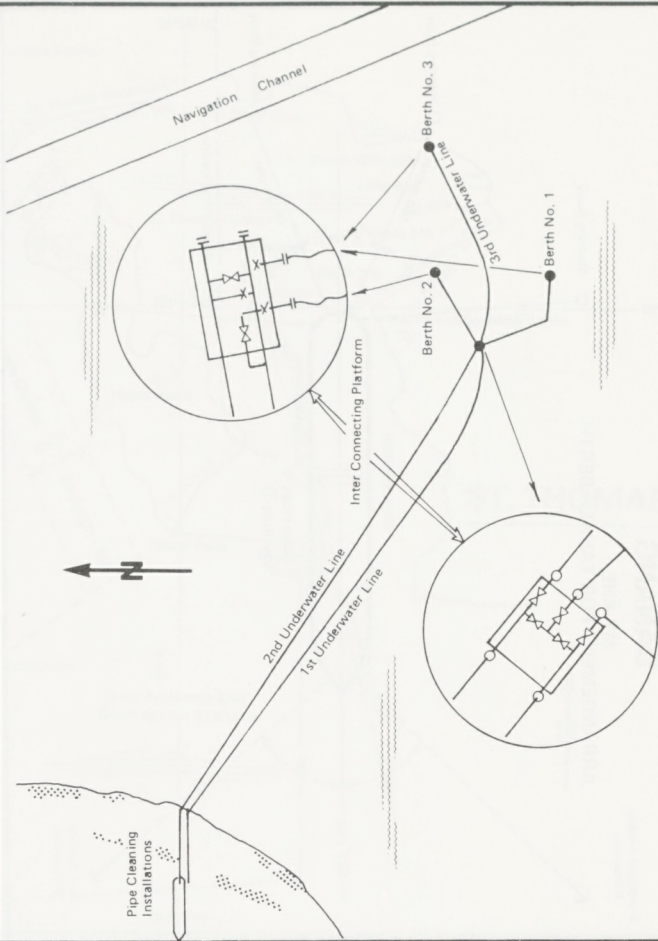 Navigation Channel
Berth No. 3
3rd Underwater Line
Berth No. 2
Berth No. 1
Inter Connecting Platform
N
2nd Underwater Line
1st Underwater Line
Pipe Cleaning
Installations